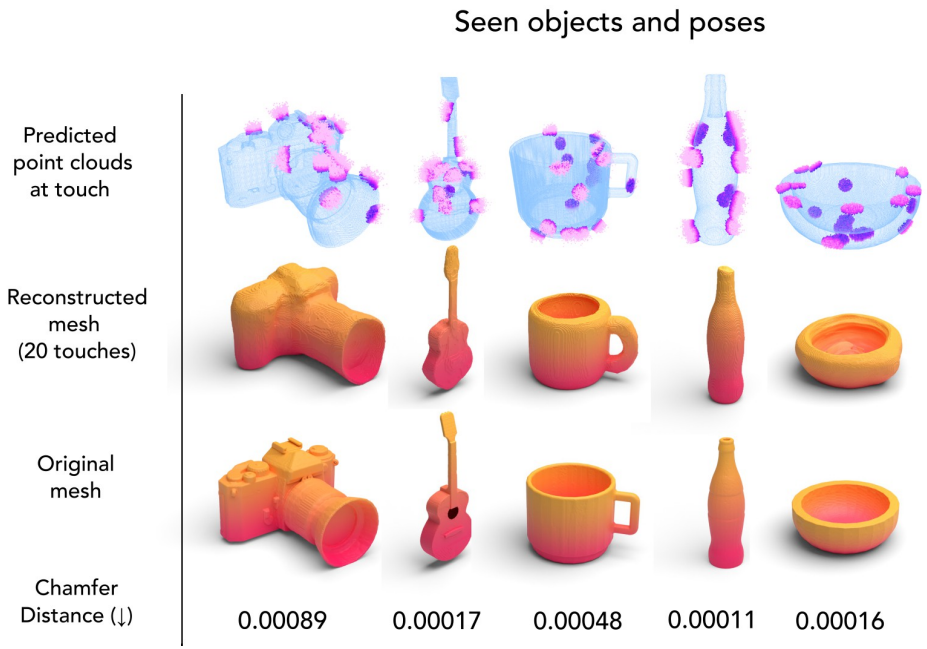 Seen objects and poses
Predicted
point clouds
at touch
Reconstructed
mesh
(20 touches)
Original
mesh
Chamfer
Distance (↓)
0.00089 0.00017 0.00048 0.00011 0.00016